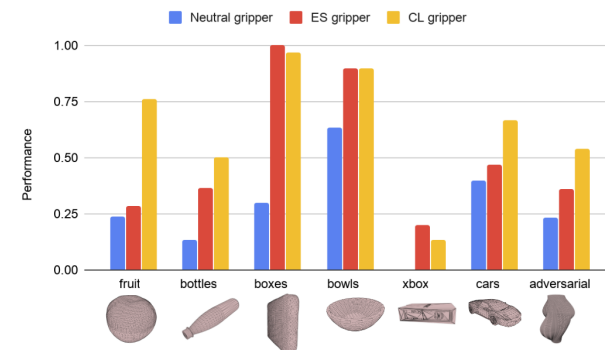 Neutral gripper ES gripper CL gripper
1.00
0.75
0.50
0.25
0.00
Performance
fruit bottles boxes bowls xbox cars adversarial